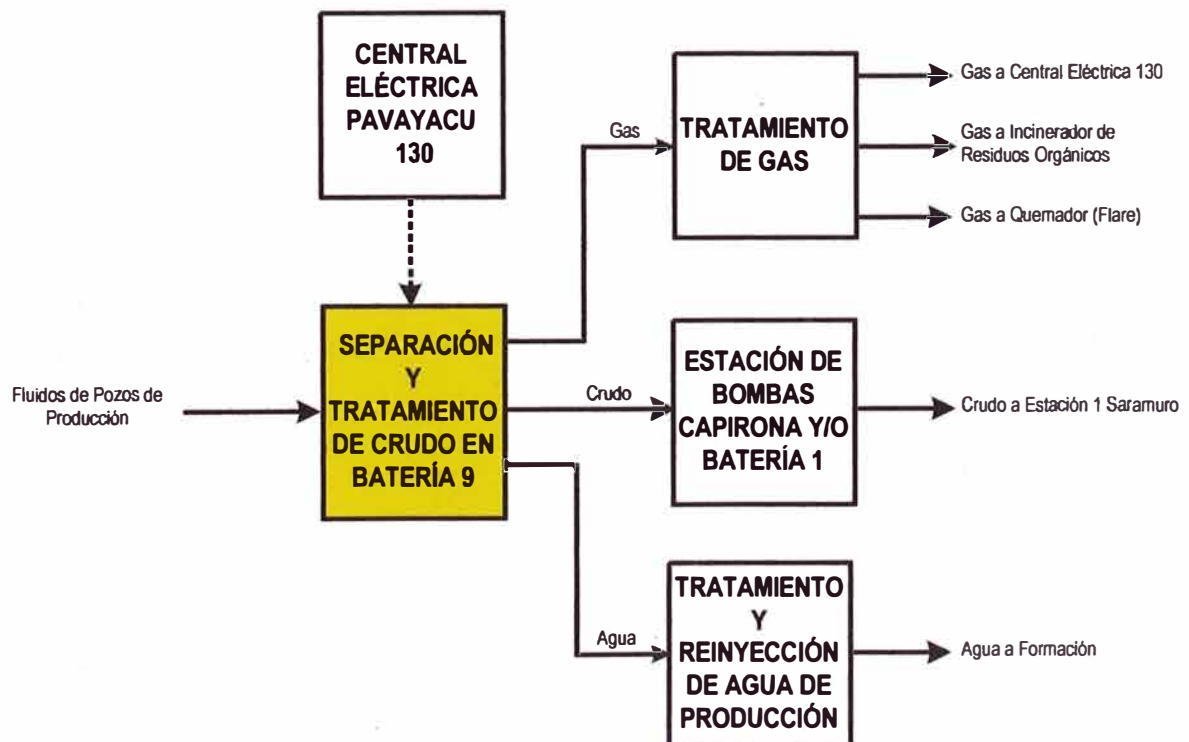 CENTRAL
ELÉCTRICA
PAVAYACU
130
Gas
TRATAMIENTO
DE GAS
Gas a Central Eléctrica 130
Gas a Incinerador de
Residuos Orgánicos
Gas a Quemador (Flare)
Fluidos de Pozos de
Producción
SEPARACIÓN
Y
TRATAMIENTO
DE CRUDO EN
BATERÍA 9
Crudo
ESTACIÓN DE
BOMBAS
CAPIRONA Y/O
BATERÍA 1
Crudo a Estación 1 Saramuro
Agua
TRATAMIENTO
Y
REINYECCIÓN
DE AGUA DE
PRODUCCIÓN
Agua a Formación